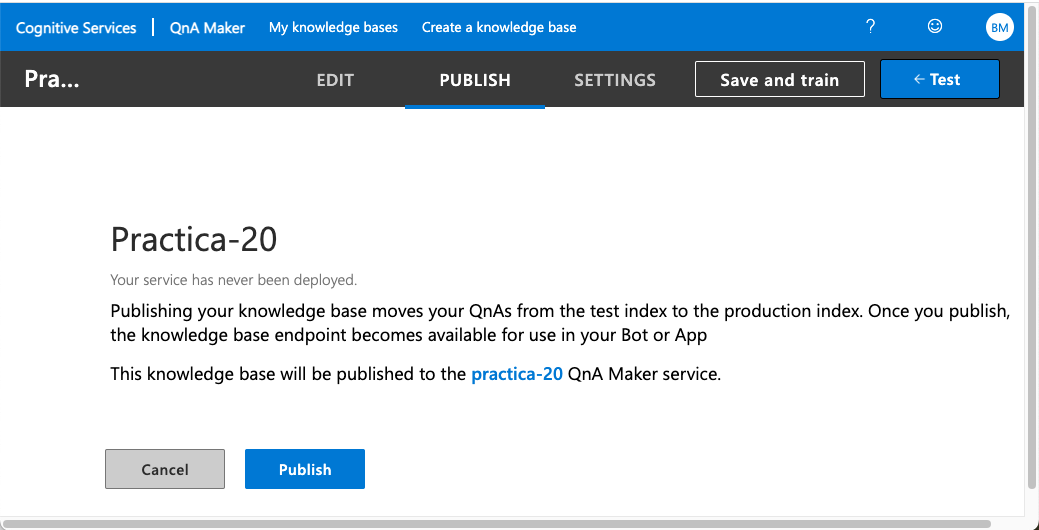 Cognitive Services | QnA Maker My knowledge bases Create a knowledge base ? BM
Pra... EDIT PUBLISH SETTINGS Save and train ← Test
Practica-20
Your service has never been deployed.
Publishing your knowledge base moves your QnAs from the test index to the production index. Once you publish,
the knowledge base endpoint becomes available for use in your Bot or App
This knowledge base will be published to the practica-20 QnA Maker service.
Cancel Publish